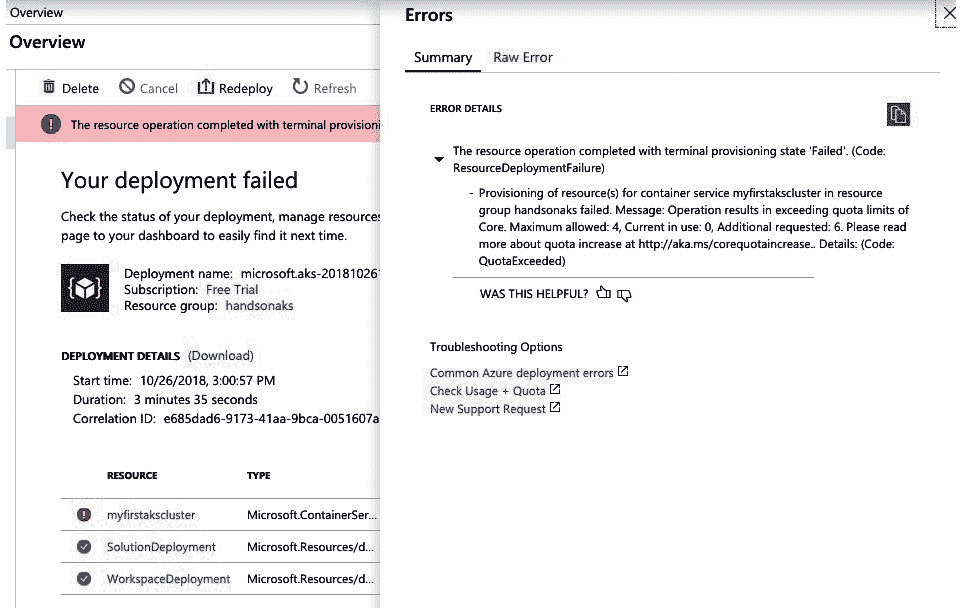 Overview
Overview
Delete Cancel Redeploy Refresh
The resource operation completed with terminal provisioni
Your deployment failed
Check the status of your deployment, manage resources
page to your dashboard to easily find it next time.
Deployment name: microsoft.aks-201810261
Subscription: Free Trial
Resource group: handsonaks
DEPLOYMENT DETAILS (Download)
Start time: 10/26/2018, 3:00:57 PM
Duration: 3 minutes 35 seconds
Correlation ID: e685dad6-9173-41aa-9bca-0051607a
RESOURCE TYPE
myfirstakscluster Microsoft.ContainerSer...
SolutionDeployment Microsoft.Resources/d...
WorkspaceDeployment Microsoft.Resources/d...
Errors
Summary Raw Error
ERROR DETAILS
The resource operation completed with terminal provisioning state 'Failed'. (Code:
ResourceDeploymentFailure)
- Provisioning of resource(s) for container service myfirstakscluster in resource
group handsonaks failed. Message: Operation results in exceeding quota limits of
Core. Maximum allowed: 4, Current in use: 0, Additional requested: 6. Please read
more about quota increase at http://aka.ms/corequotaincrease.. Details: (Code:
QuotaExceeded)
WAS THIS HELPFUL?
Troubleshooting Options
Common Azure deployment errors
Check Usage + Quota
New Support Request